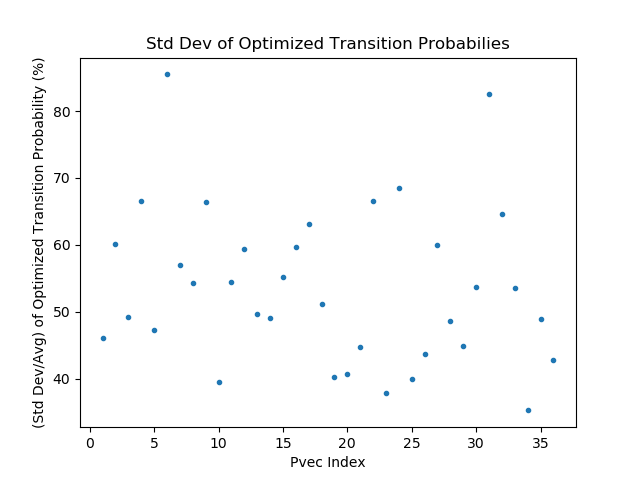 Std Dev of Optimized Transition Probabilies
(Std Dev/Avg) of Optimized Transition Probability (%)
80
70
60
50
40
0 5 10 15 20 25 30 35
Pvec Index